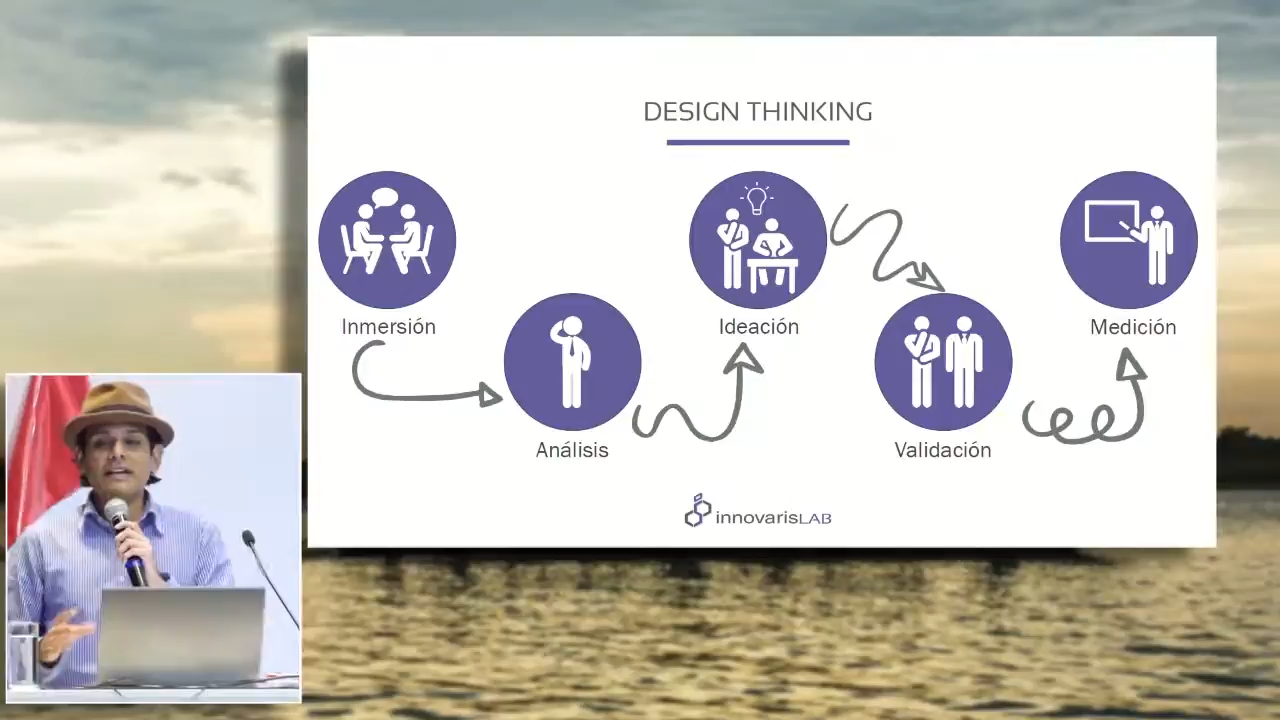 DESIGN THINKING
Inmersión
Análisis
Ideación
Validación
Medición
innovarisLAB